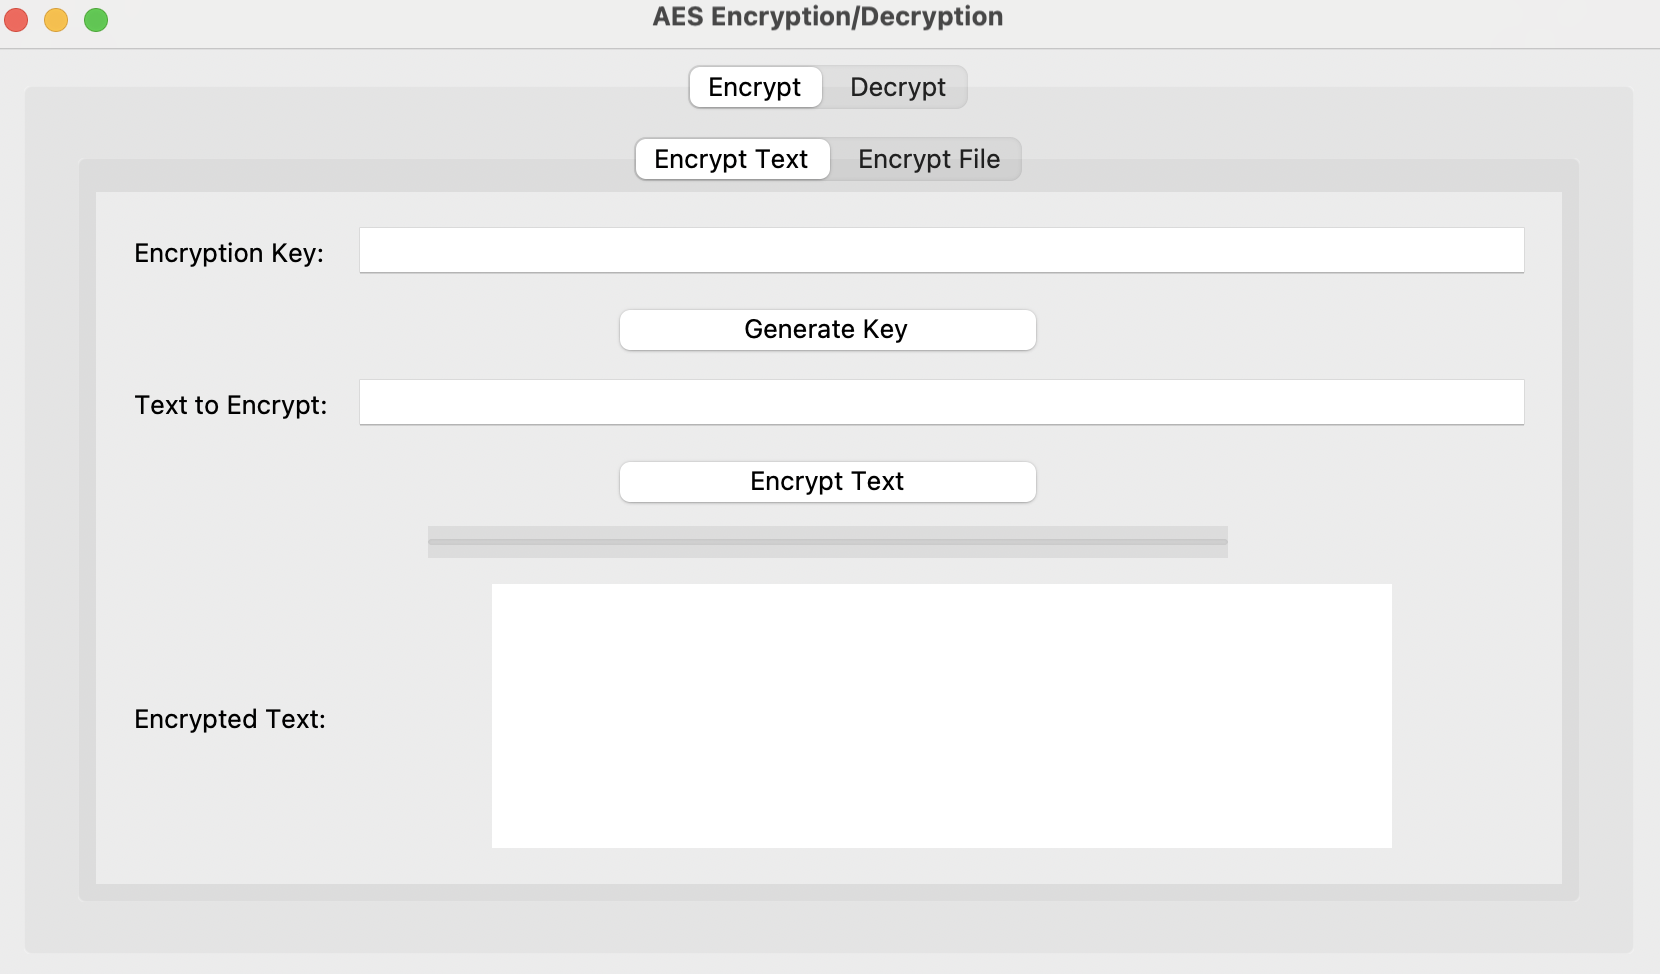 AES Encryption/Decryption
Encrypt Decrypt
Encrypt Text Encrypt File
Encryption Key:
Generate Key
Text to Encrypt:
Encrypt Text
Encrypted Text: